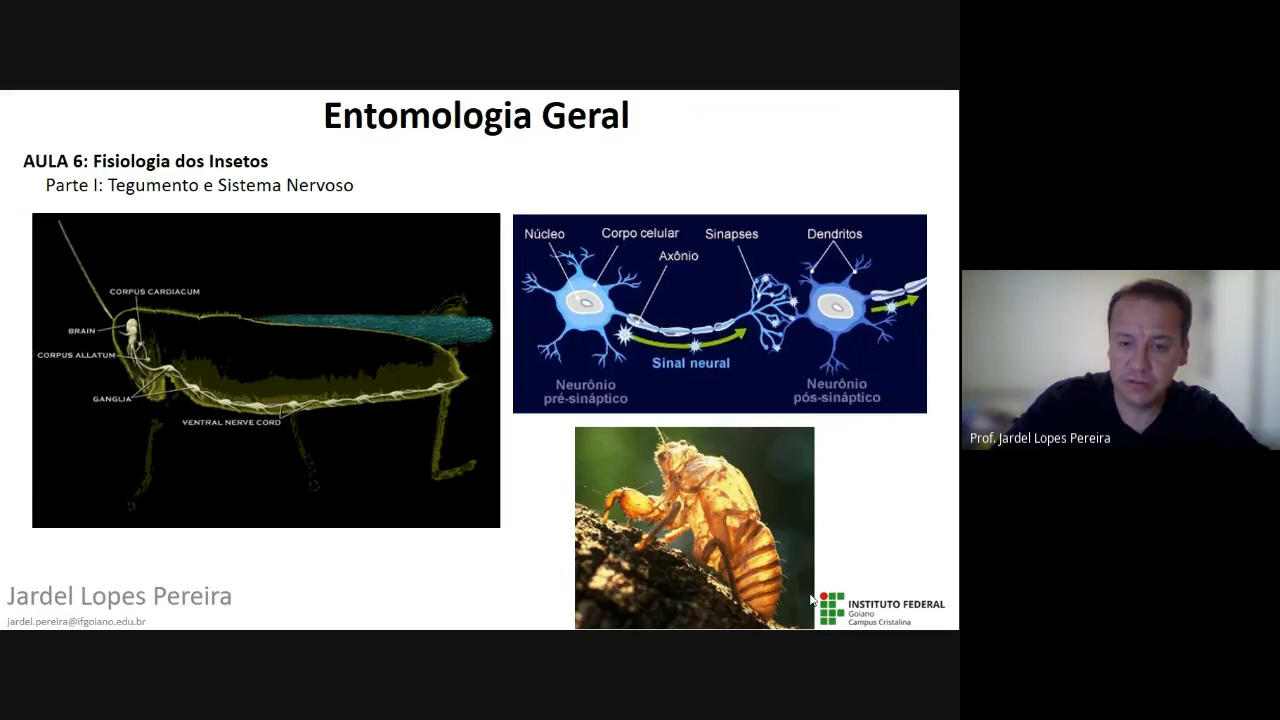 Entomologia Geral
AULA 6: Fisiologia dos Insetos
Parte I: Tegumento e Sistema Nervoso
CORPUS CARDIACUM
BRAIN
CORPUS ALLATUM
GANGLIA
VENTRAL NERVE CORD
Núcleo
Corpo celular
Sinapses
Dendritos
Axônio
Sinal neural
Neurônio
pré-sináptico
Neurônio
pós-sináptico
Prof. Jardel Lopes Pereira
Jardel Lopes Pereira
jardel.pereira@ifgoiano.edu.br
INSTITUTO FEDERAL
Goiano
Campus Cristalina